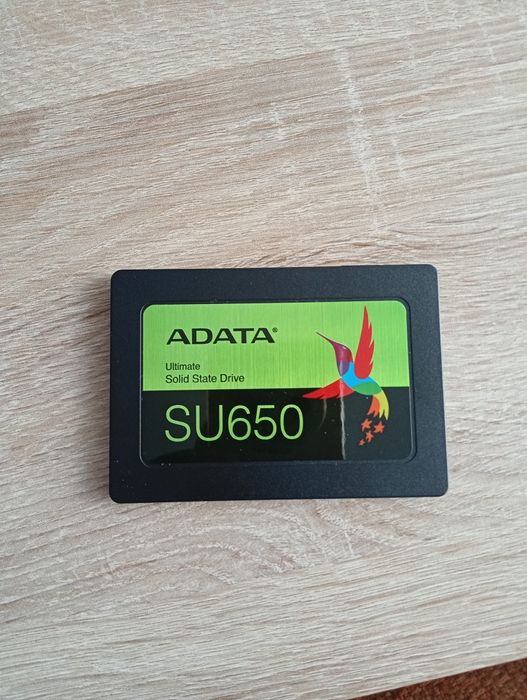 ADATA®
Ultimate
Solid State Drive
SU650